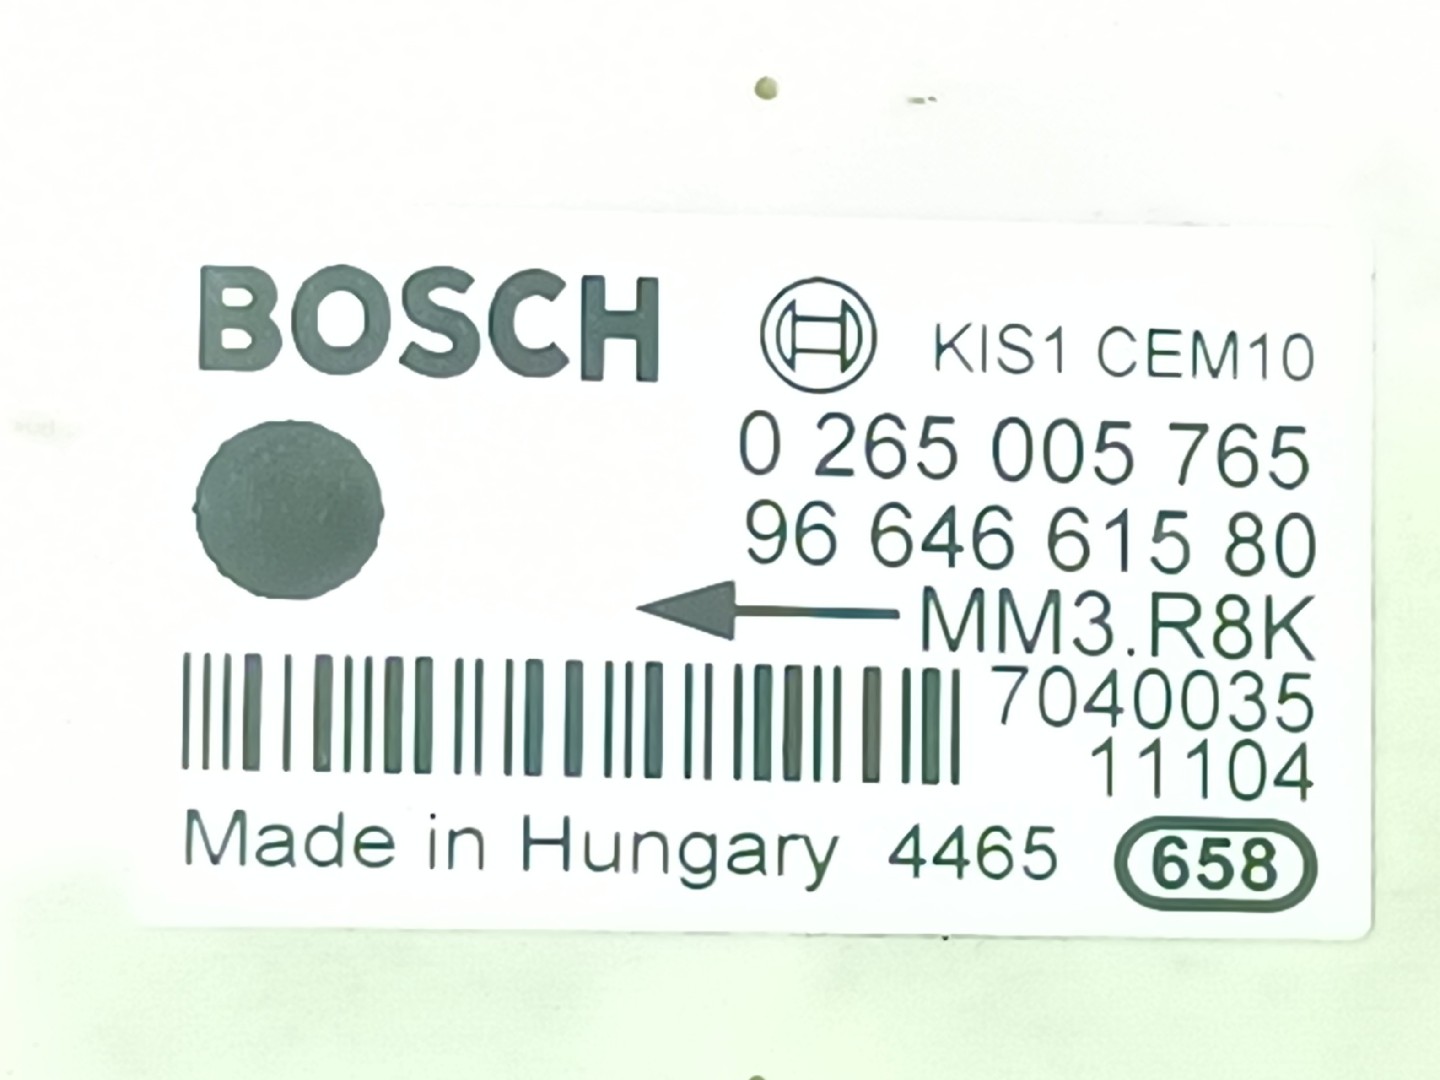 BOSCH KIS1 CEM10
0 265 005 765
96 646 615 80
MM3.R8K
7040035
11104
Made in Hungary 4465 658